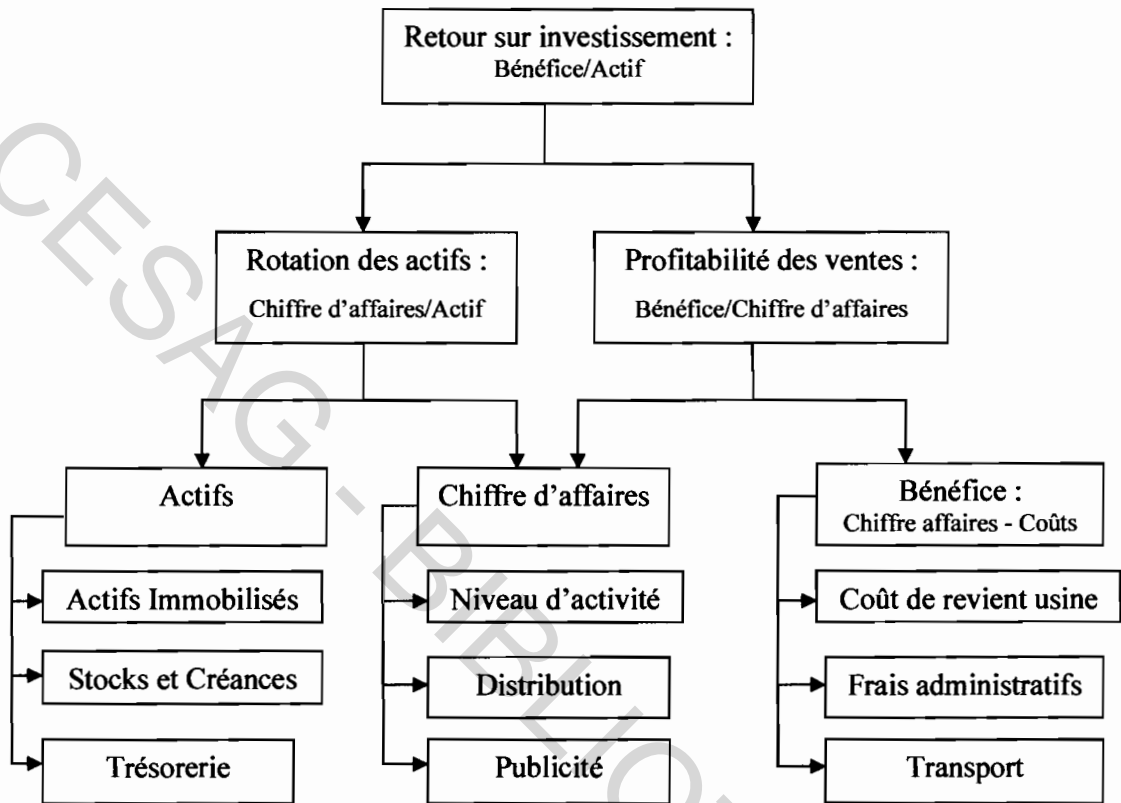 Retour sur investissement :
Bénéfice/Actif
Rotation des actifs :
Chiffre d'affaires/Actif
Profitabilité des ventes :
Bénéfice/Chiffre d'affaires
Actifs
Chiffre d'affaires
Bénéfice :
Chiffre affaires - Coûts
Actifs Immobilisés
Niveau d'activité
Coût de revient usine
Stocks et Créances
Distribution
Frais administratifs
Trésorerie
Publicité
Transport
CESAG - BIBLIO